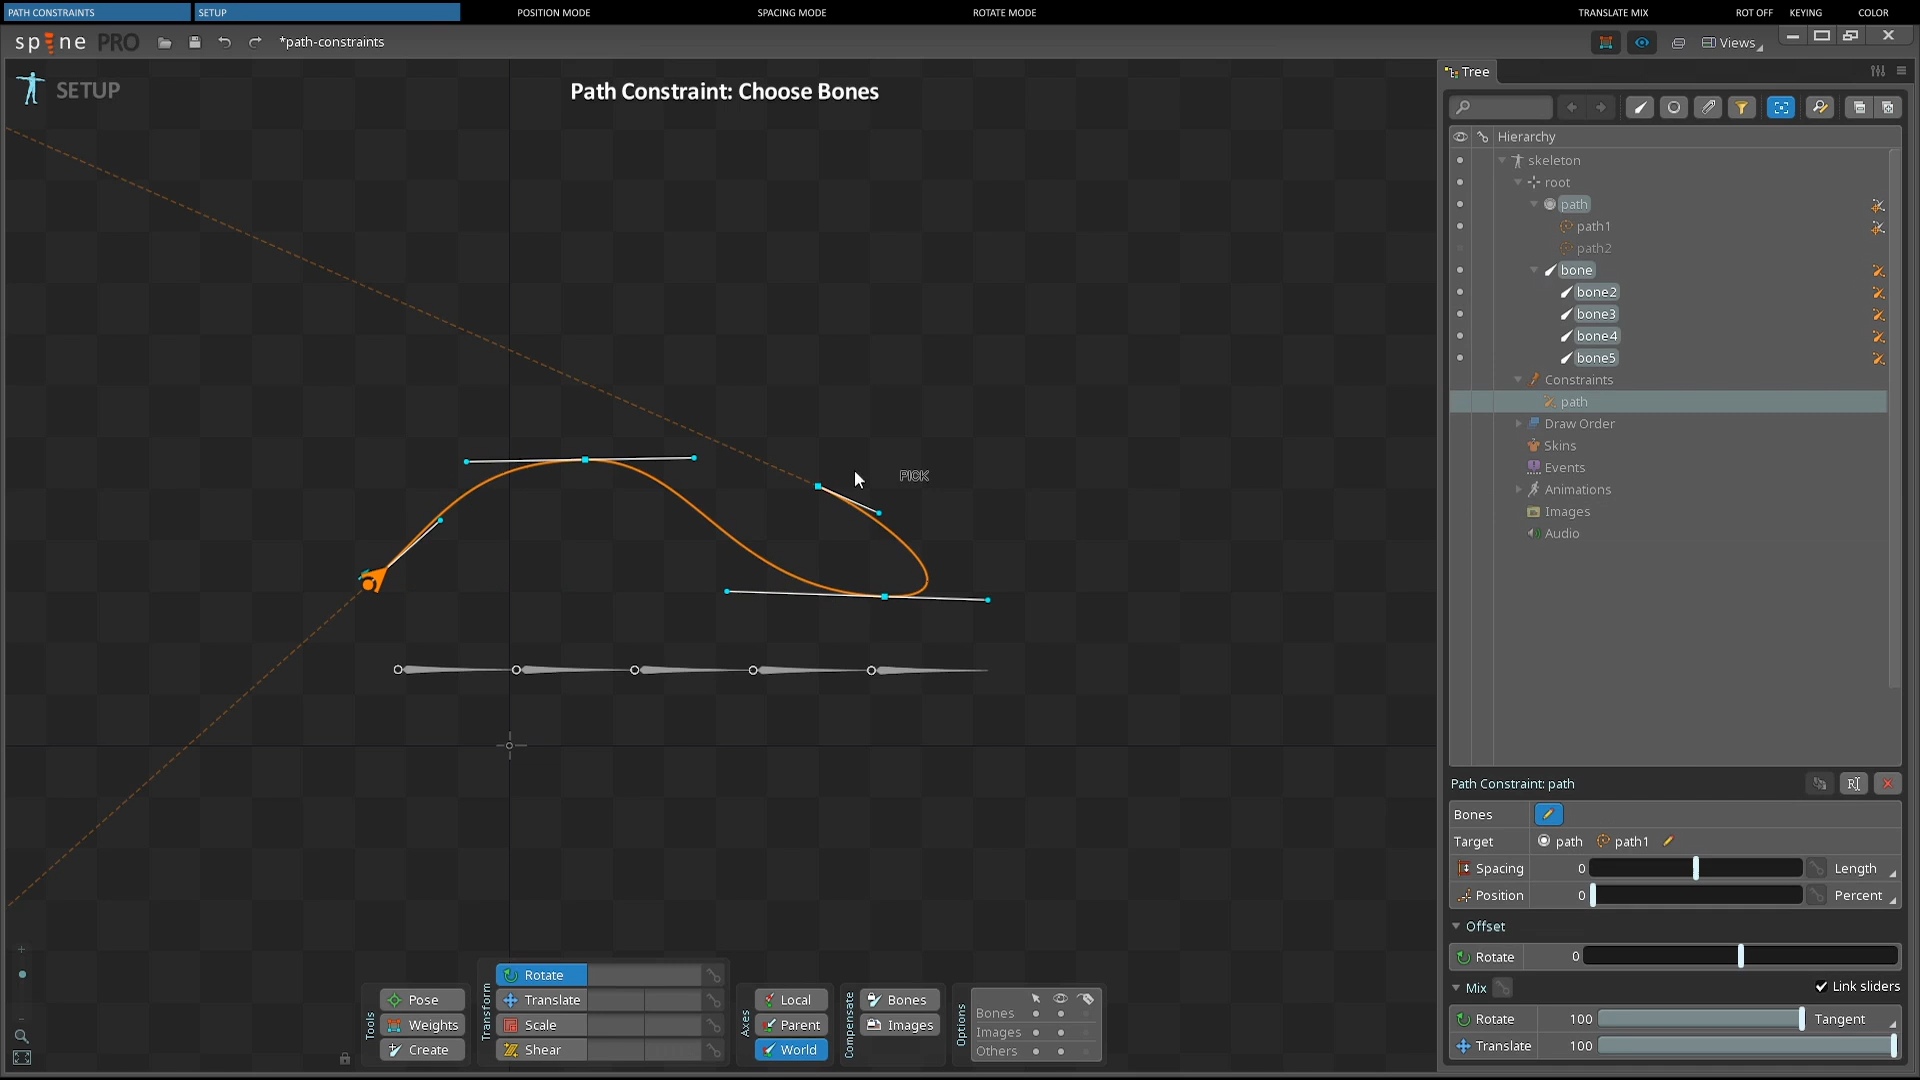 PATH CONSTRAINTS SETUP POSITION MODE SPACING MODE ROTATE MODE TRANSLATE MIX ROT OFF KEYING COLOR
spine PRO *path-constraints Views
SETUP
Path Constraint: Choose Bones
PICK
Tree
Hierarchy
skeleton
root
path
path1
path2
bone
bone2
bone3
bone4
bone5
Constraints
path
Draw Order
Skins
Events
Animations
Images
Audio
Path Constraint: path
Bones
Target path path1
Spacing 0 Length
Position 0 Percent
Offset
Rotate 0
Mix Link sliders
Rotate 100 Tangent
Translate 100
Tools
Pose
Weights
Create
Transform
Rotate
Translate
Scale
Shear
Axes
Local
Parent
World
Compensate
Bones
Images
Options
Bones
Images
Others